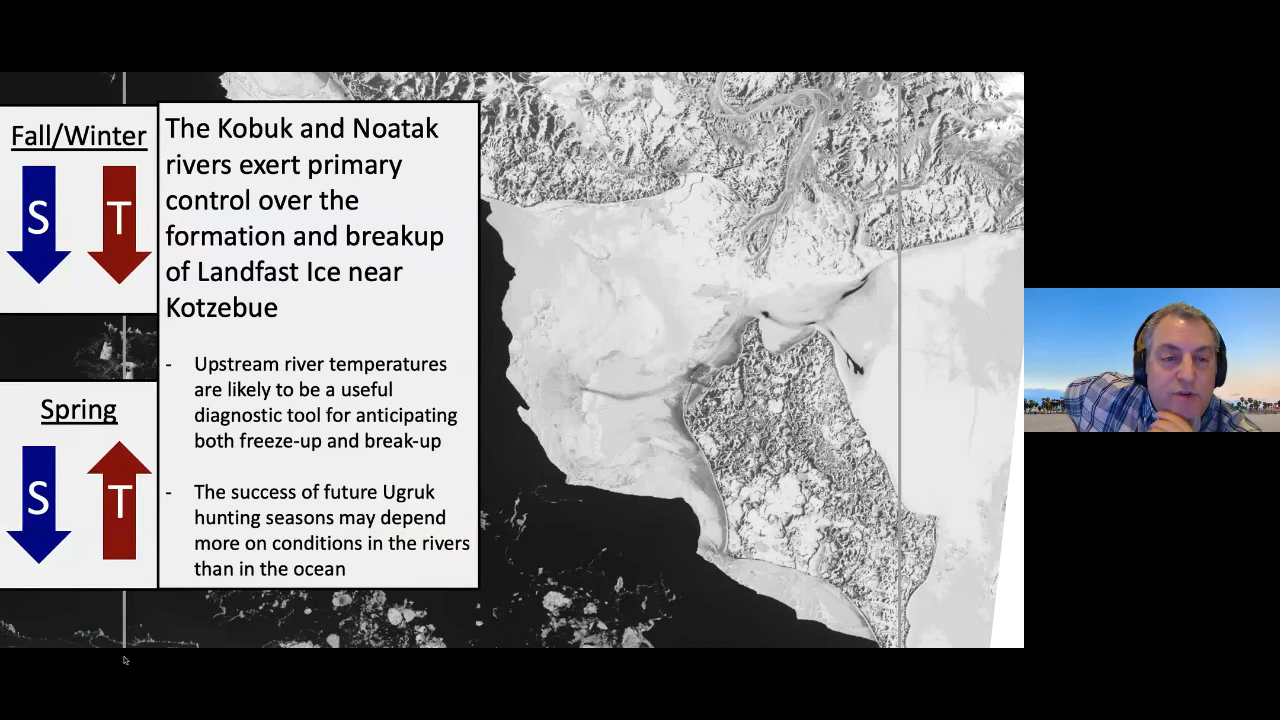 Fall/Winter
S
T
Spring
S
T
The Kobuk and Noatak
rivers exert primary
control over the
formation and breakup
of Landfast Ice near
Kotzebue
- Upstream river temperatures
are likely to be a useful
diagnostic tool for anticipating
both freeze-up and break-up
- The success of future Ugruk
hunting seasons may depend
more on conditions in the rivers
than in the ocean